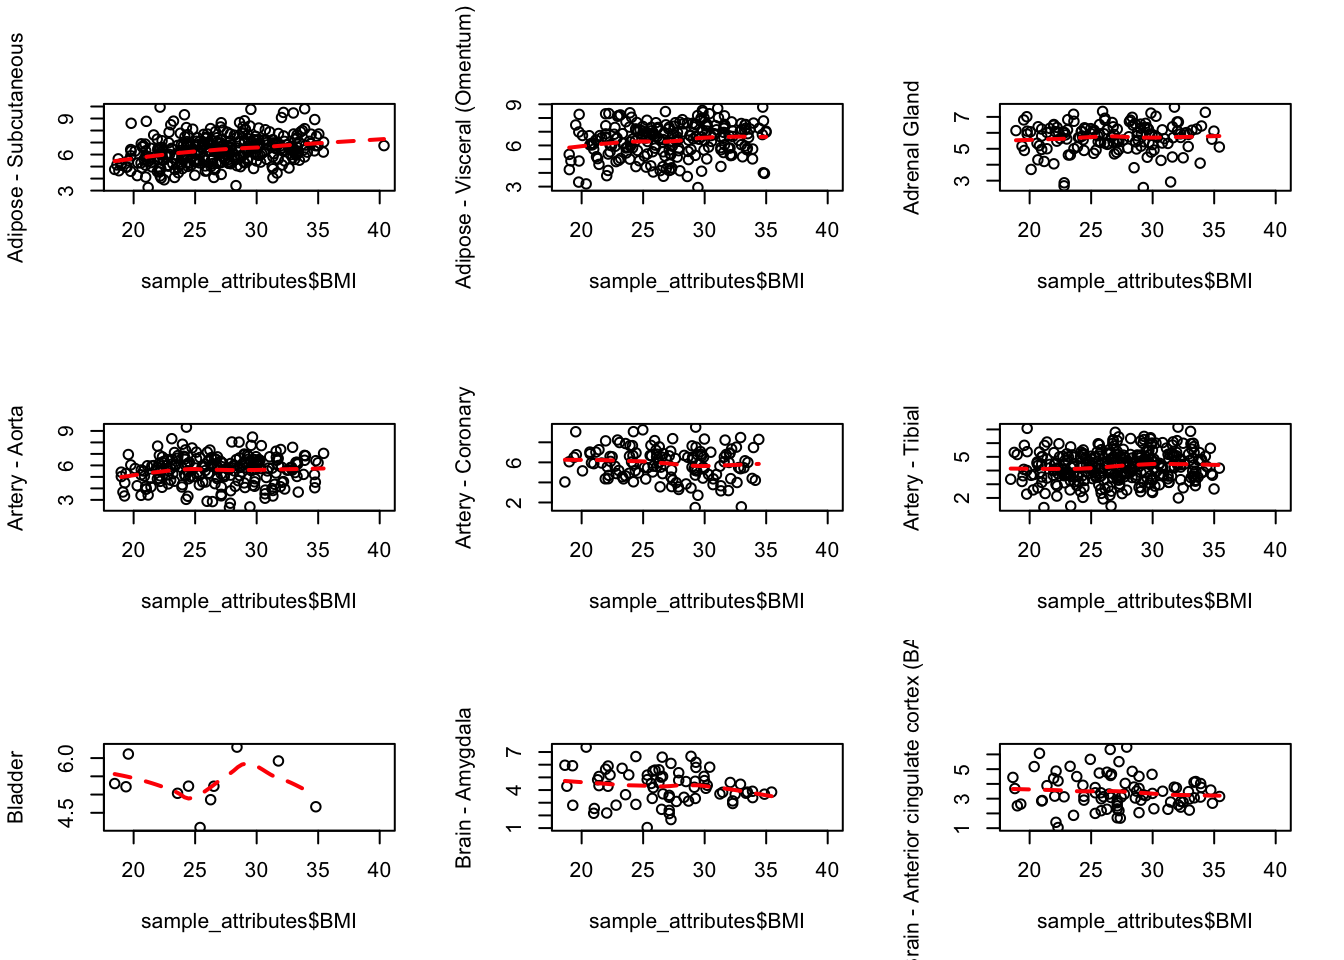 Adipose - Subcutaneous
9
6
3
20 25 30 35 40
sample_attributes$BMI
Adipose - Visceral (Omentum)
9
6
3
20 25 30 35 40
sample_attributes$BMI
Adrenal Gland
7
5
3
20 25 30 35 40
sample_attributes$BMI
Artery - Aorta
9
6
3
20 25 30 35 40
sample_attributes$BMI
Artery - Coronary
6
2
20 25 30 35 40
sample_attributes$BMI
Artery - Tibial
5
2
20 25 30 35 40
sample_attributes$BMI
Bladder
6.0
4.5
20 25 30 35 40
sample_attributes$BMI
Brain - Amygdala
7
4
1
20 25 30 35 40
sample_attributes$BMI
rain - Anterior cingulate cortex (BA
5
3
1
20 25 30 35 40
sample_attributes$BMI